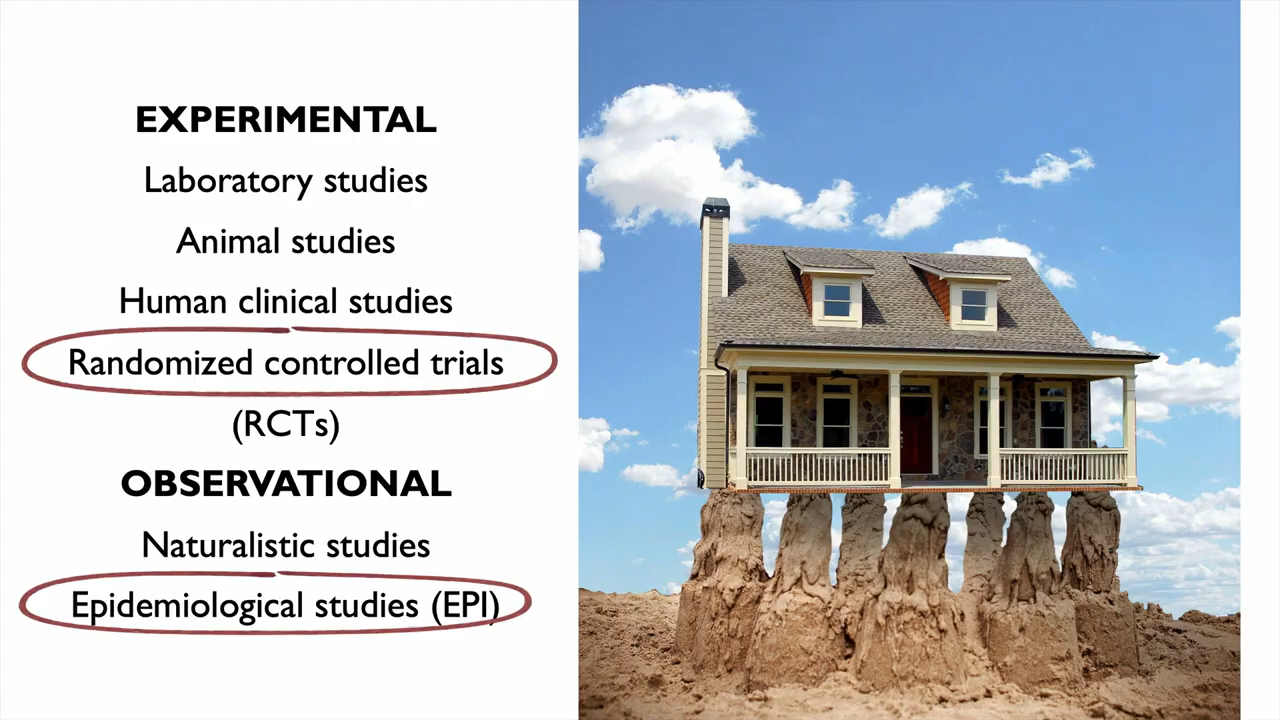 EXPERIMENTAL
Laboratory studies
Animal studies
Human clinical studies
Randomized controlled trials
(RCTs)
OBSERVATIONAL
Naturalistic studies
Epidemiological studies (EPI)